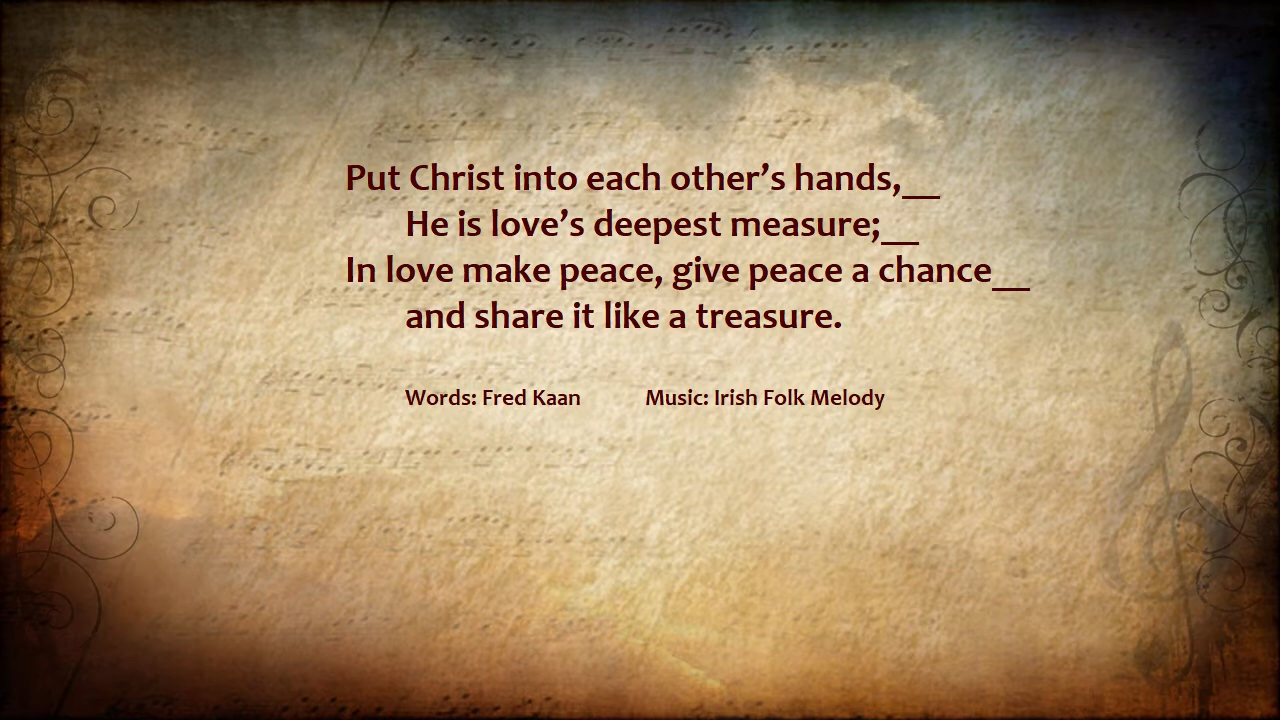 Put Christ into each other’s hands,__
He is love’s deepest measure;__
In love make peace, give peace a chance__
and share it like a treasure.
Words: Fred Kaan Music: Irish Folk Melody